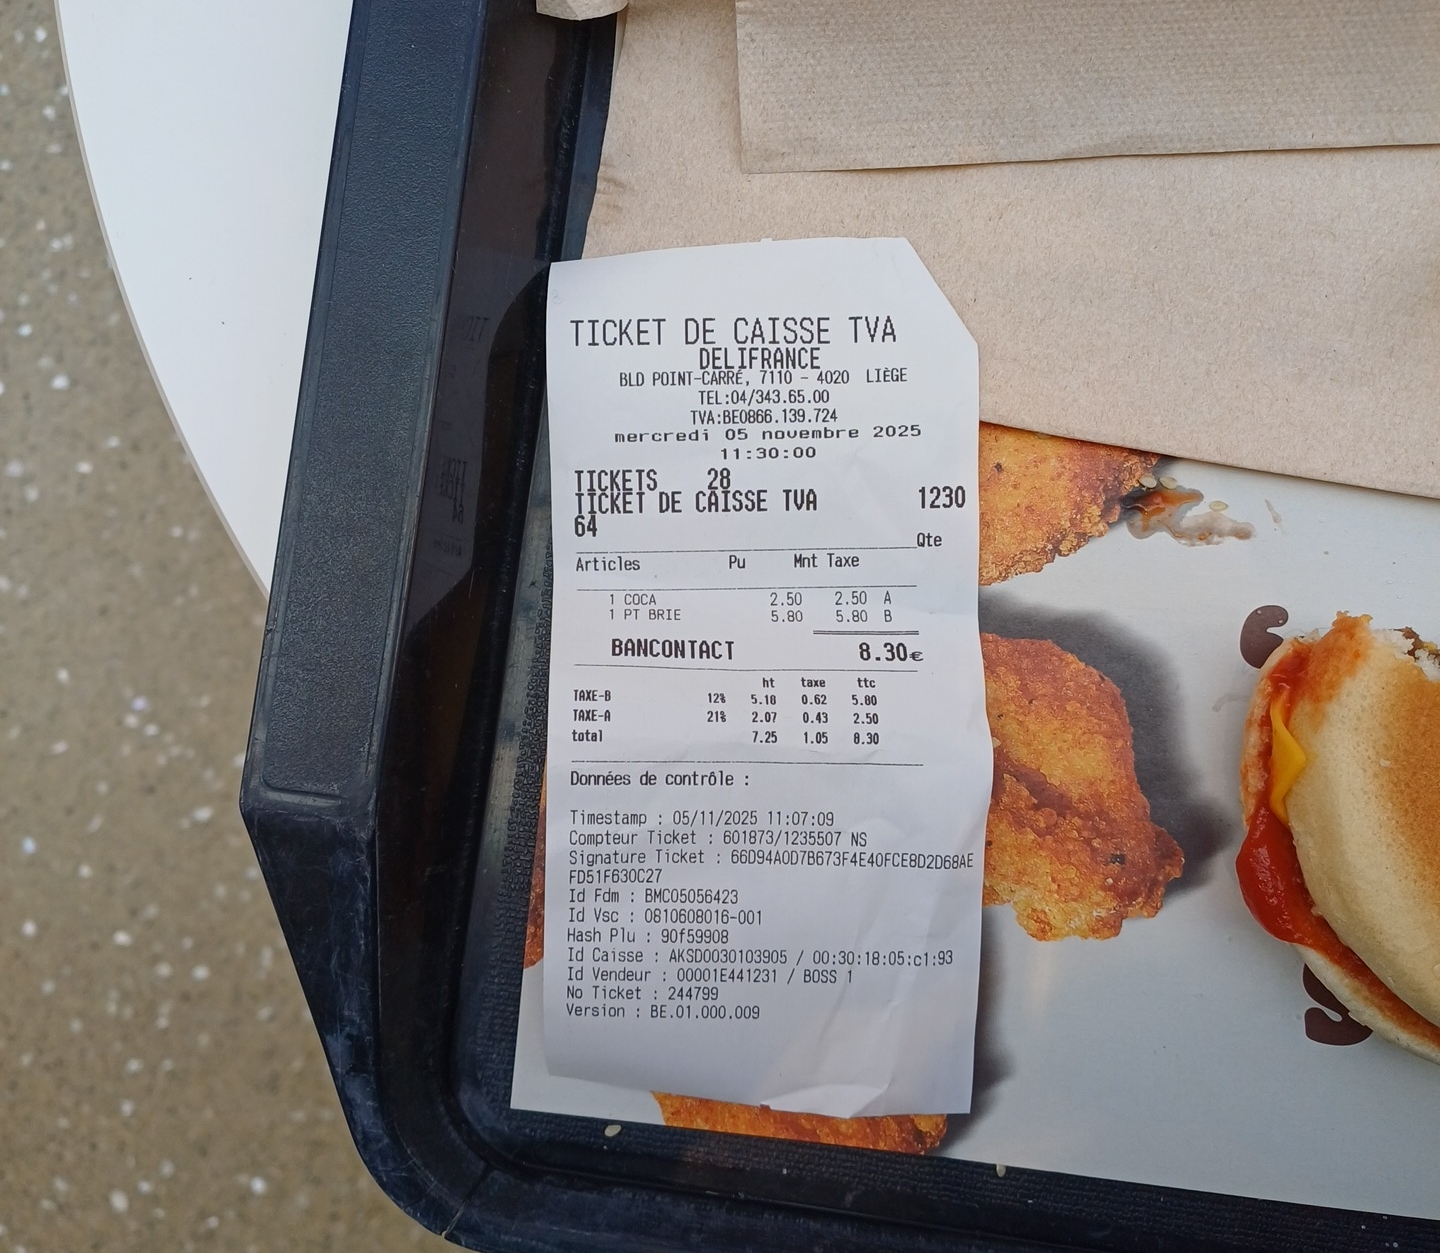 TICKET DE CAISSE TVA
DELIFRANCE
BLD POINT-CARRÉ, 7110 - 4020 LIÈGE
TEL:04/343.65.00
TVA:BE0866.139.724
mercredi 05 novembre 2025
11:30:00
TICKETS 28
TICKET DE CAISSE TVA 1230
64
Qte
Articles Pu Mnt Taxe
1 COCA 2.50 2.50 A
1 PT BRIE 5.80 5.80 B
BANCONTACT 8.30€
ht taxe ttc
TAXE-B 12% 5.18 0.62 5.80
TAXE-A 21% 2.07 0.43 2.50
total 7.25 1.05 8.30
Données de contrôle :
Timestamp : 05/11/2025 11:07:09
Compteur Ticket : 601873/1235507 NS
Signature Ticket : 66D94A0D7B673F4E40FCE8D2D68AE
FD51F630C27
Id Fdm : BMC05056423
Id Vsc : 0610608016-001
Hash Plu : 90f59908
Id Caisse : AKSD0030103905 / 00:30:18:05:c1:93
Id Vendeur : 00001E441231 / BOSS 1
No Ticket : 244799
Version : BE.01.000.009